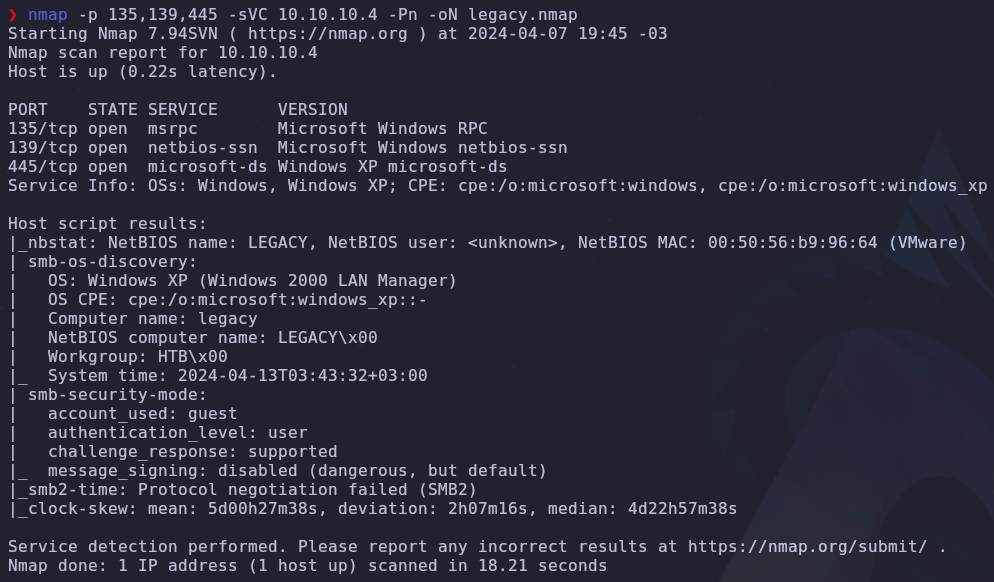 ❯ nmap -p 135,139,445 -sVC 10.10.10.4 -Pn -oN legacy.nmap
Starting Nmap 7.94SVN ( https://nmap.org ) at 2024-04-07 19:45 -03
Nmap scan report for 10.10.10.4
Host is up (0.22s latency).

PORT    STATE SERVICE      VERSION
135/tcp open  msrpc        Microsoft Windows RPC
139/tcp open  netbios-ssn  Microsoft Windows netbios-ssn
445/tcp open  microsoft-ds Windows XP microsoft-ds
Service Info: OSs: Windows, Windows XP; CPE: cpe:/o:microsoft:windows, cpe:/o:microsoft:windows_xp

Host script results:
|_nbstat: NetBIOS name: LEGACY, NetBIOS user: <unknown>, NetBIOS MAC: 00:50:56:b9:96:64 (VMware)
| smb-os-discovery:
|   OS: Windows XP (Windows 2000 LAN Manager)
|   OS CPE: cpe:/o:microsoft:windows_xp::-
|   Computer name: legacy
|   NetBIOS computer name: LEGACY\x00
|   Workgroup: HTB\x00
|_  System time: 2024-04-13T03:43:32+03:00
| smb-security-mode:
|   account_used: guest
|   authentication_level: user
|   challenge_response: supported
|_  message_signing: disabled (dangerous, but default)
|_smb2-time: Protocol negotiation failed (SMB2)
|_clock-skew: mean: 5d00h27m38s, deviation: 2h07m16s, median: 4d22h57m38s

Service detection performed. Please report any incorrect results at https://nmap.org/submit/ .
Nmap done: 1 IP address (1 host up) scanned in 18.21 seconds